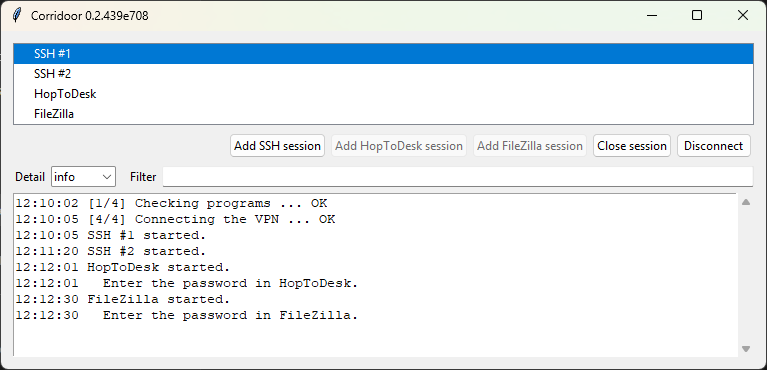 Corridoor 0.2.439e708
SSH #1
SSH #2
HopToDesk
FileZilla
Add SSH session Add HopToDesk session Add FileZilla session Close session Disconnect
Detail info Filter
12:10:02 [1/4] Checking programs ... OK
12:10:05 [4/4] Connecting the VPN ... OK
12:10:05 SSH #1 started.
12:11:20 SSH #2 started.
12:12:01 HopToDesk started.
12:12:01   Enter the password in HopToDesk.
12:12:30 FileZilla started.
12:12:30   Enter the password in FileZilla.